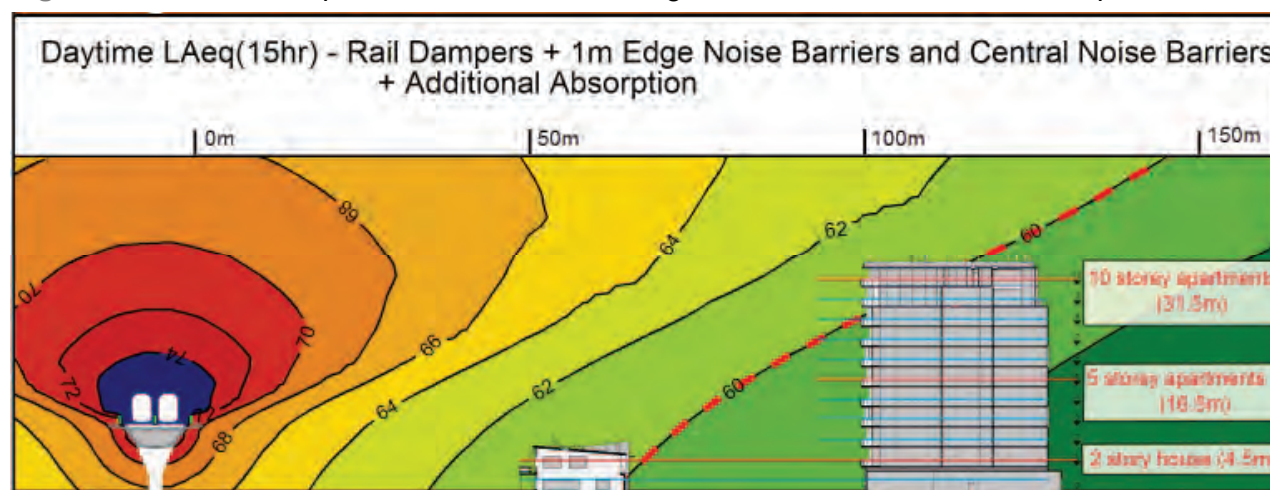 Daytime LAeq(15hr) - Rail Dampers + 1m Edge Noise Barriers and Central Noise Barriers
+ Additional Absorption
0m
50m
100m
150m
68
64
62
60
70
74
70
66
60
72
64
62
68
10 storey apartments
(31.5m)
5 storey apartments
(16.5m)
2 story house (4.5m